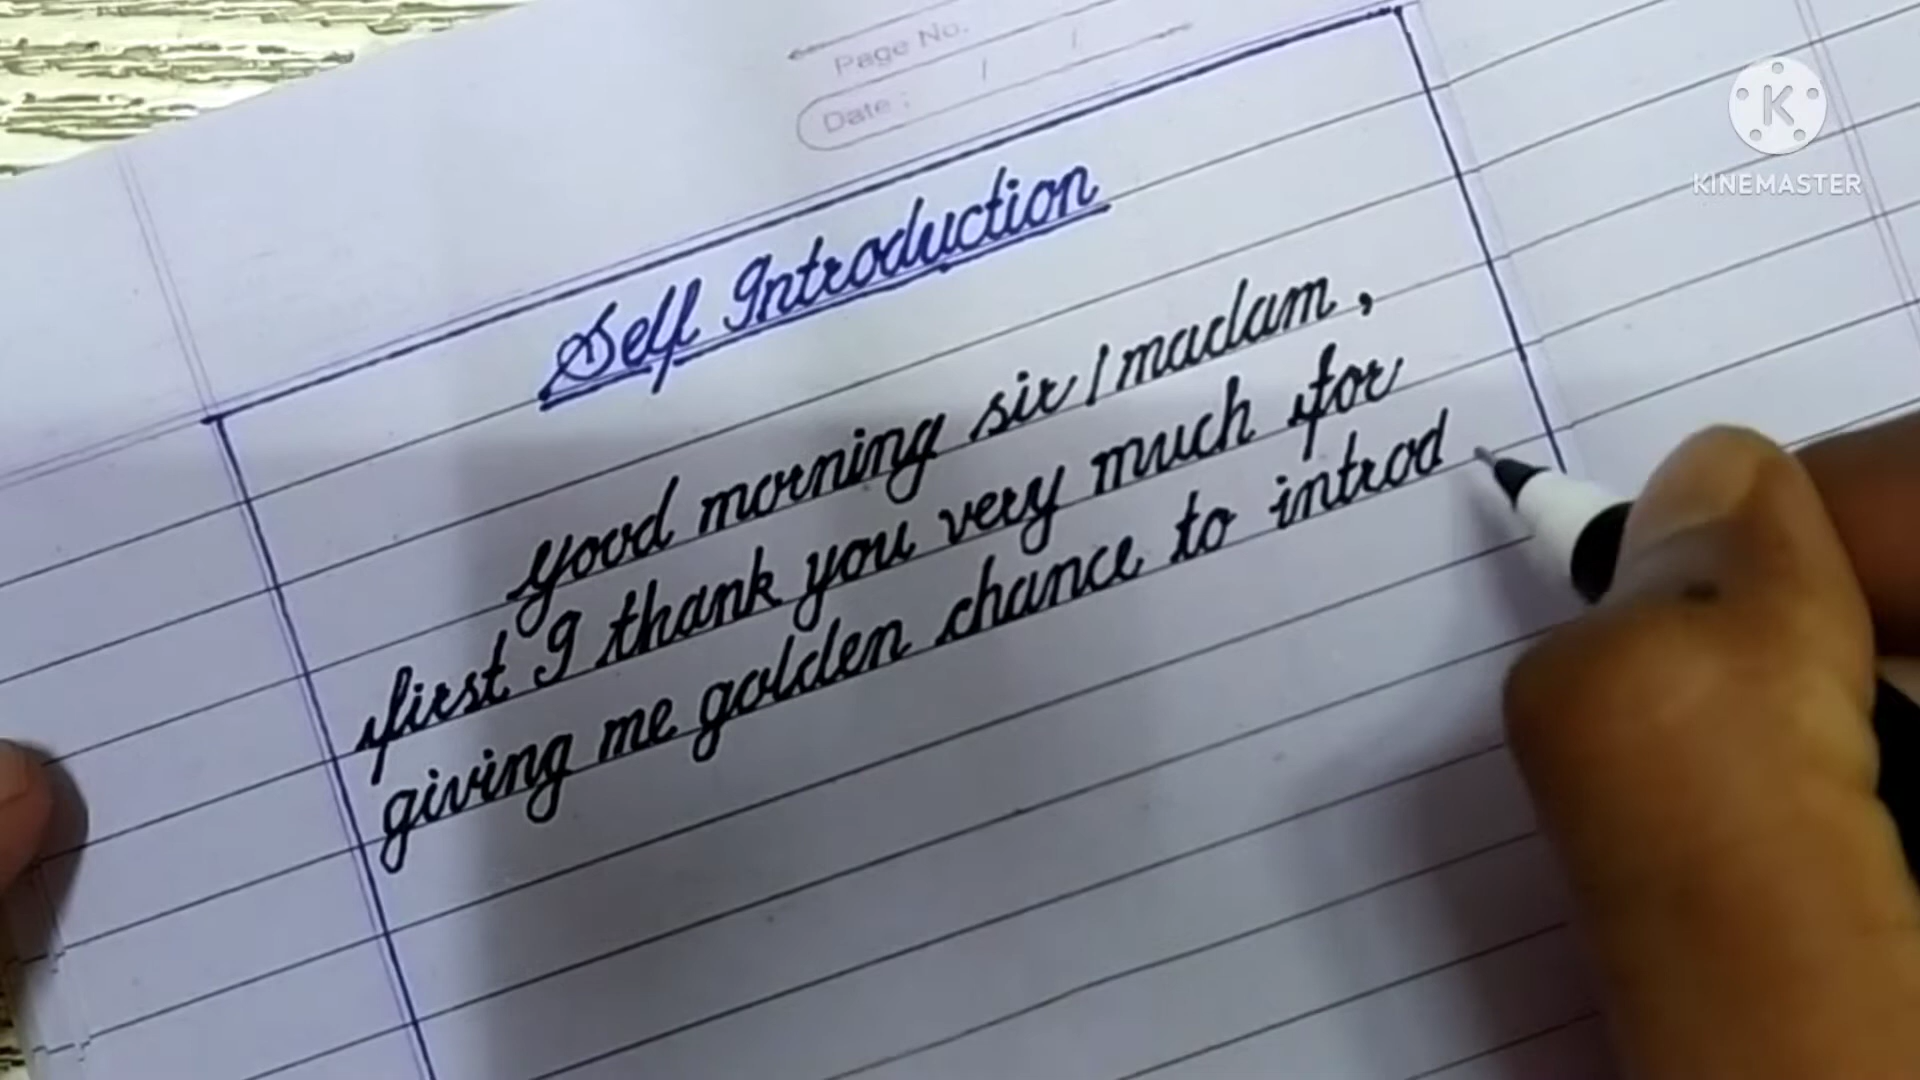 Page No.
Date : / /
Self Introduction
good morning sir/madam,
first I thank you very much for
giving me golden chance to introd
KINEMASTER